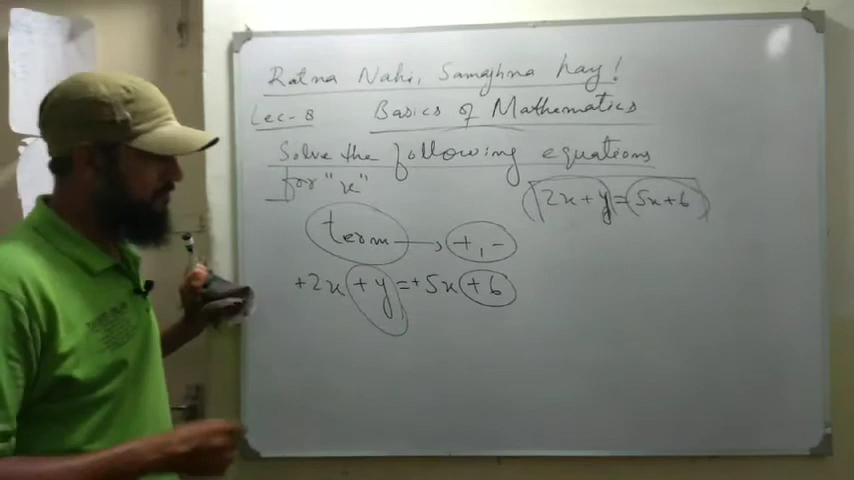 Ratna Nahi, Samajhna hay!
Lec-8 Basics of Mathematics
Solve the following equations
for "x"
2x+y=5x+6
term → +,-
+2x+y=+5x+6